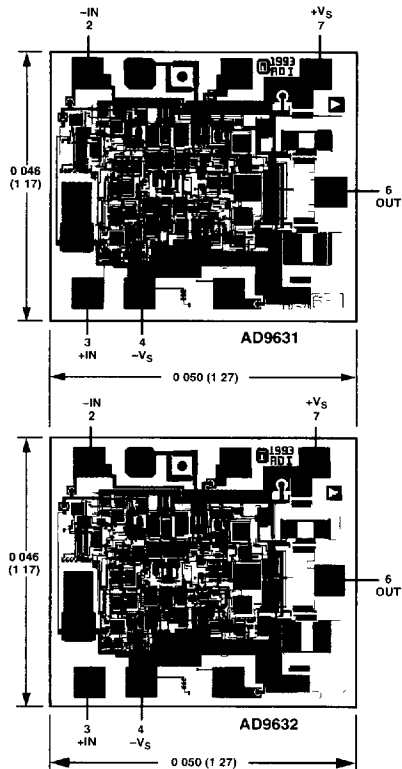 –IN
2
+VS
7
1993
ADI
0 046
(1 17)
6
OUT
3
+IN
4
–VS
AD9631
0 050 (1 27)
–IN
2
+VS
7
1993
ADI
0 046
(1 17)
6
OUT
3
+IN
4
–VS
AD9632
0 050 (1 27)